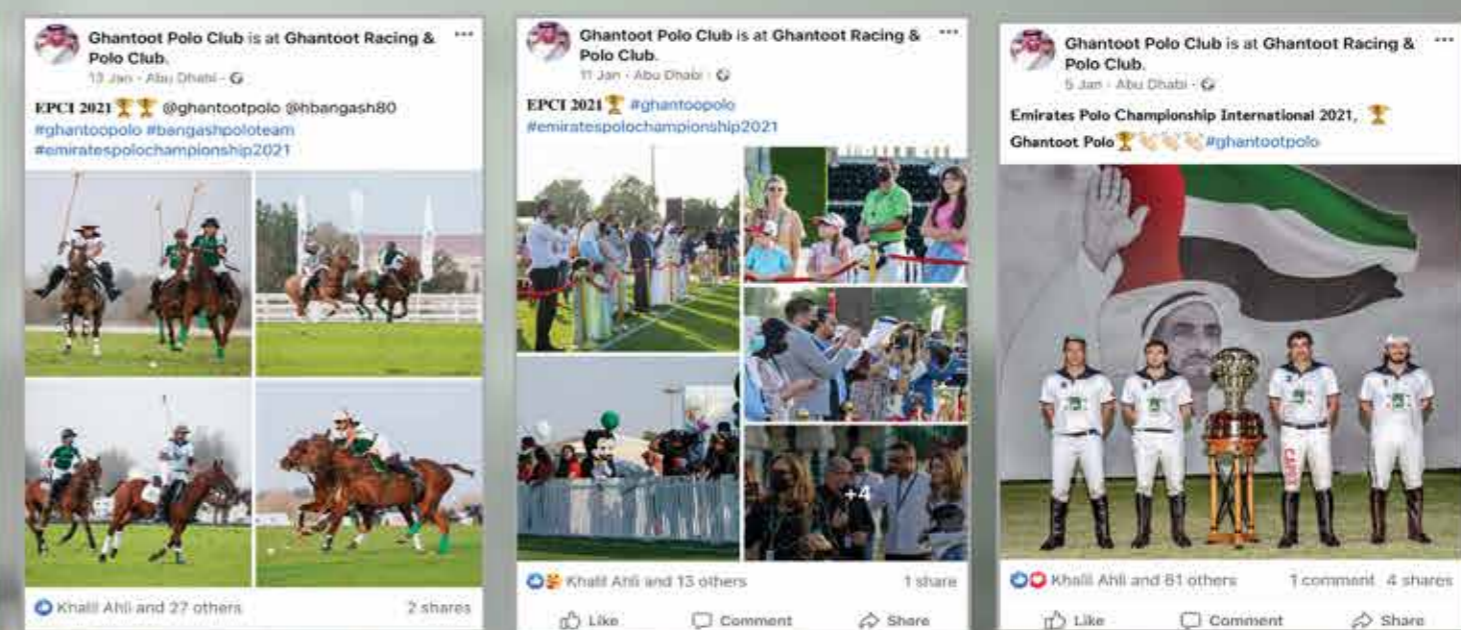 Ghantoot Polo Club is at Ghantoot Racing &
Polo Club.
13 Jan · Abu Dhabi ·
EPCI 2021🏆🏆 @ghantootpolo @hbangash80
#ghantoopolo #bangashpoloteam
#emiratespolochampionship2021
Khalil Ahli and 27 others
2 shares
Ghantoot Polo Club is at Ghantoot Racing &
Polo Club.
11 Jan · Abu Dhabi ·
EPCI 2021🏆 #ghantoopolo
#emiratespolochampionship2021
+4
Khalil Ahli and 13 others
1 share
Like
Comment
Share
Ghantoot Polo Club is at Ghantoot Racing &
Polo Club.
5 Jan · Abu Dhabi ·
Emirates Polo Championship International 2021, 🏆
Ghantoot Polo🏆👏🏻👏🏻👏🏻#ghantootpolo
Khalil Ahli and 81 others
1 comment 4 shares
Like
Comment
Share